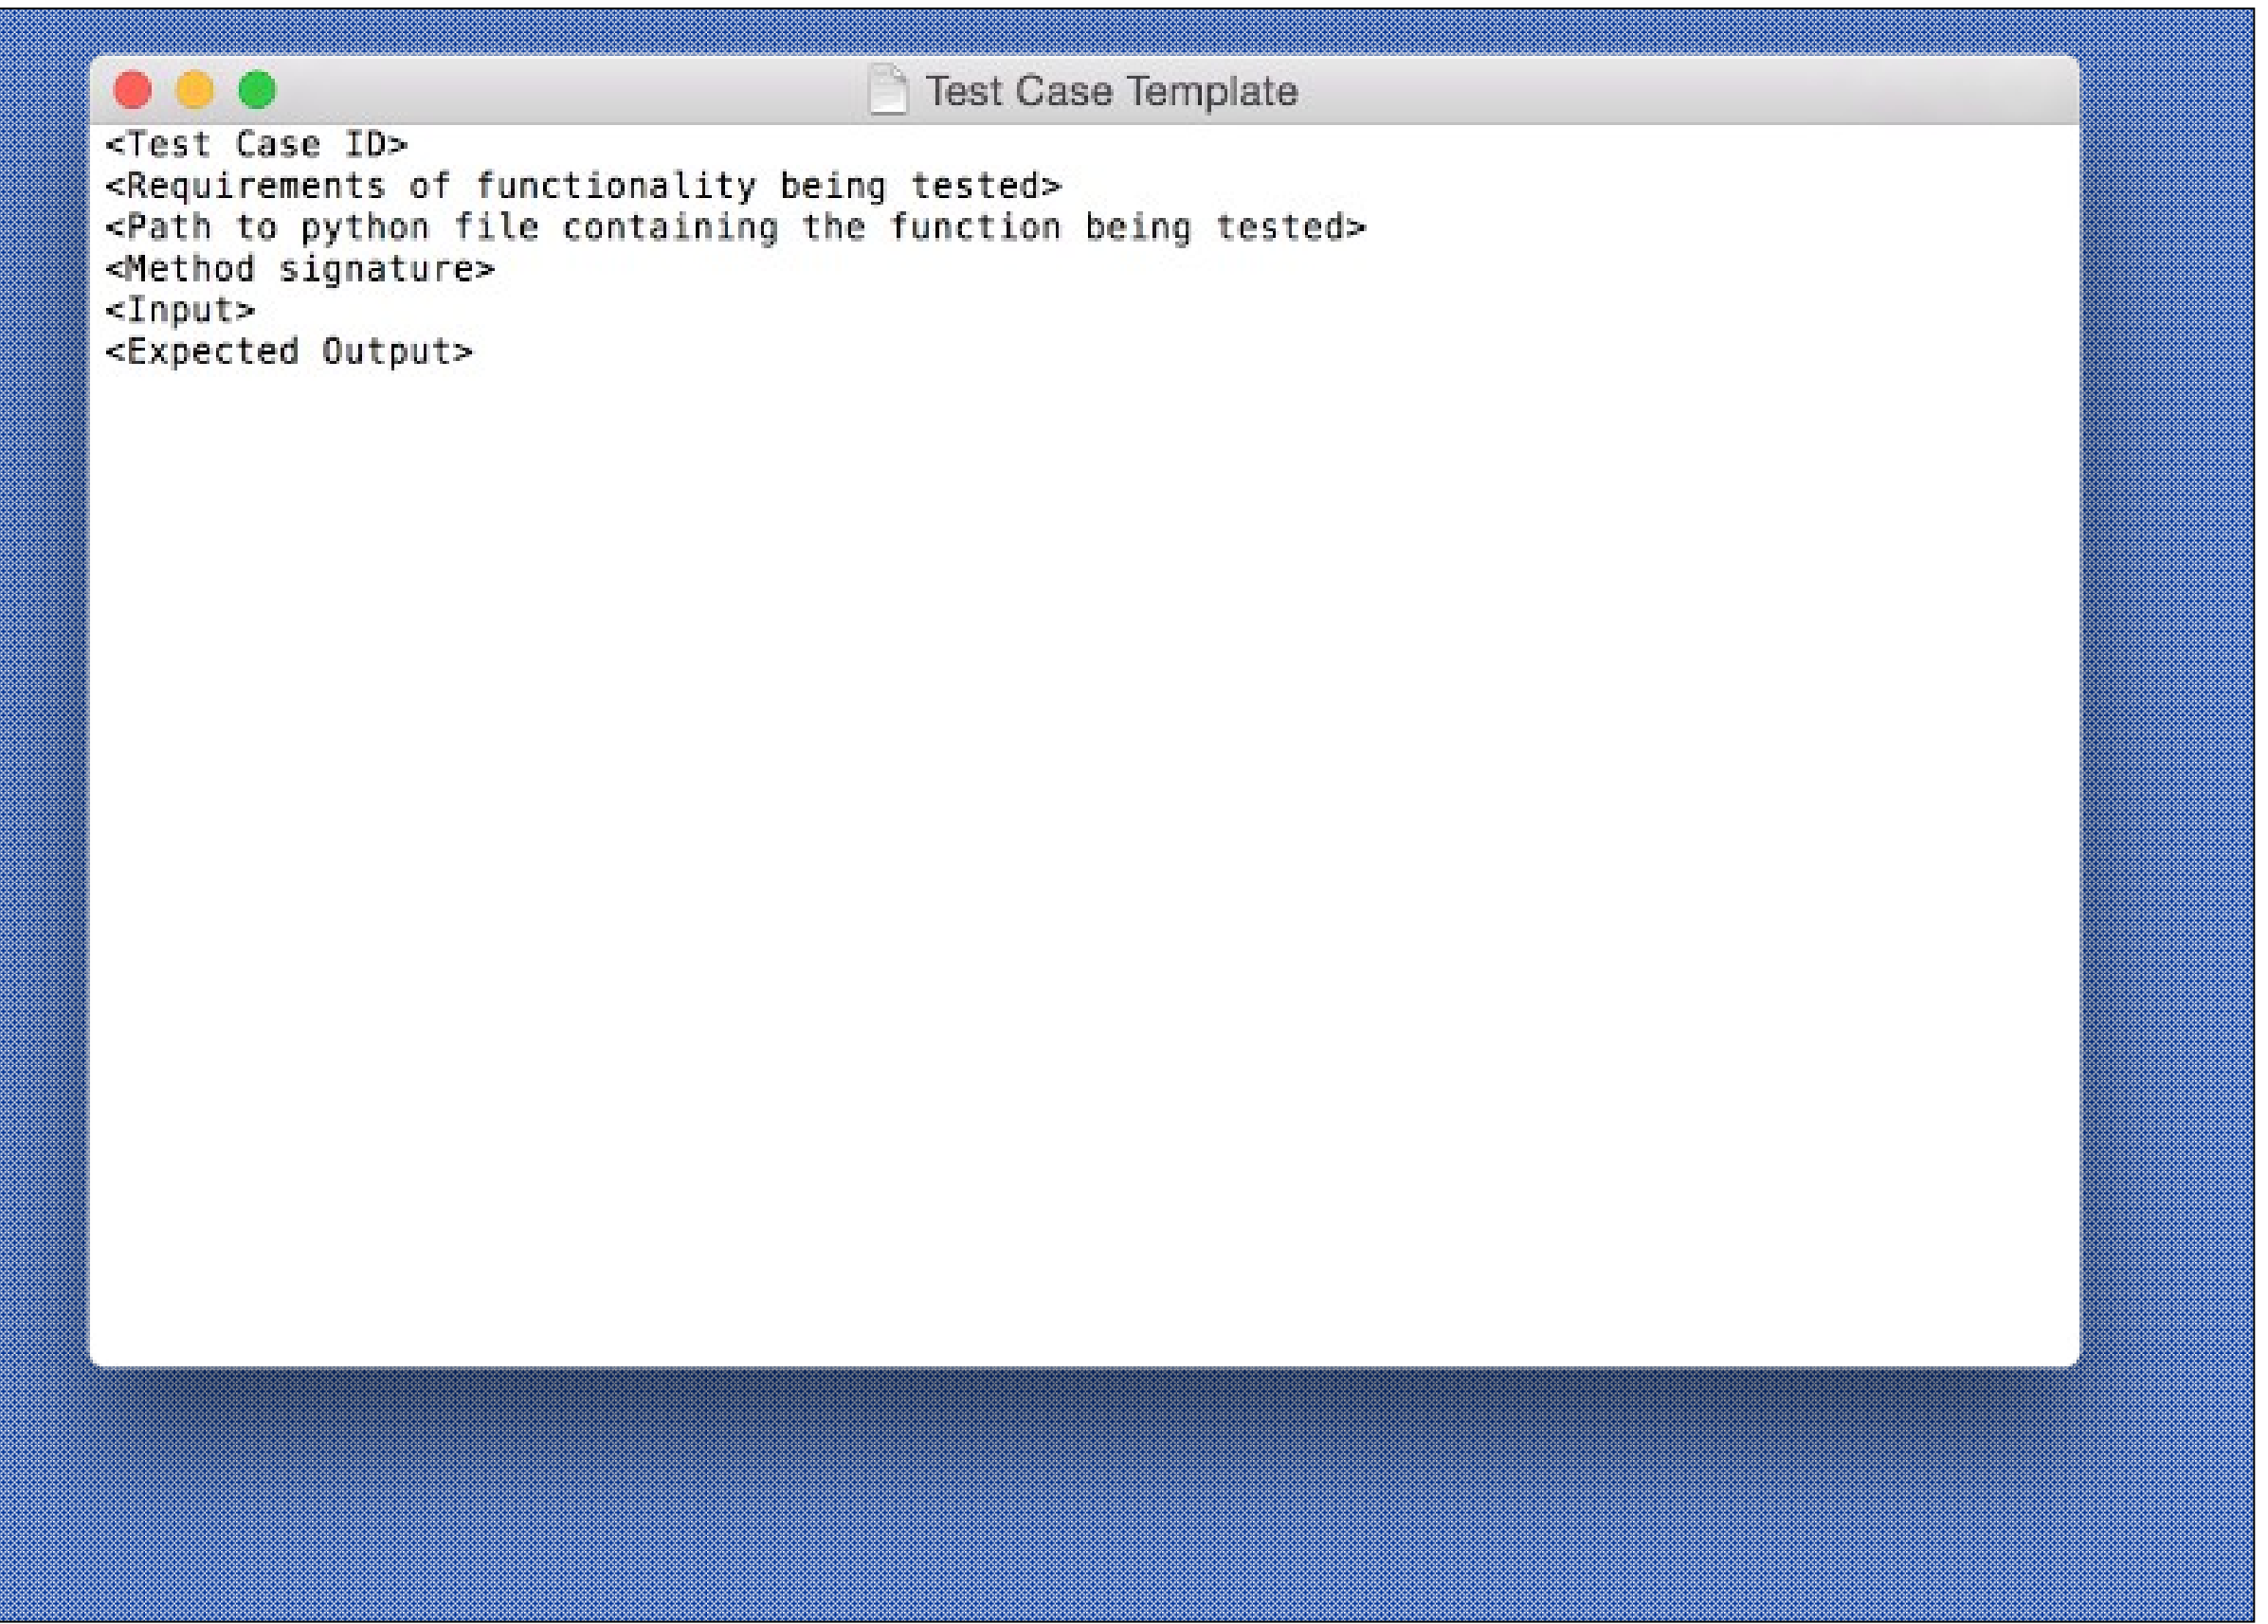 Test Case Template
<Test Case ID>
<Requirements of functionality being tested>
<Path to python file containing the function being tested>
<Method signature>
<Input>
<Expected Output>